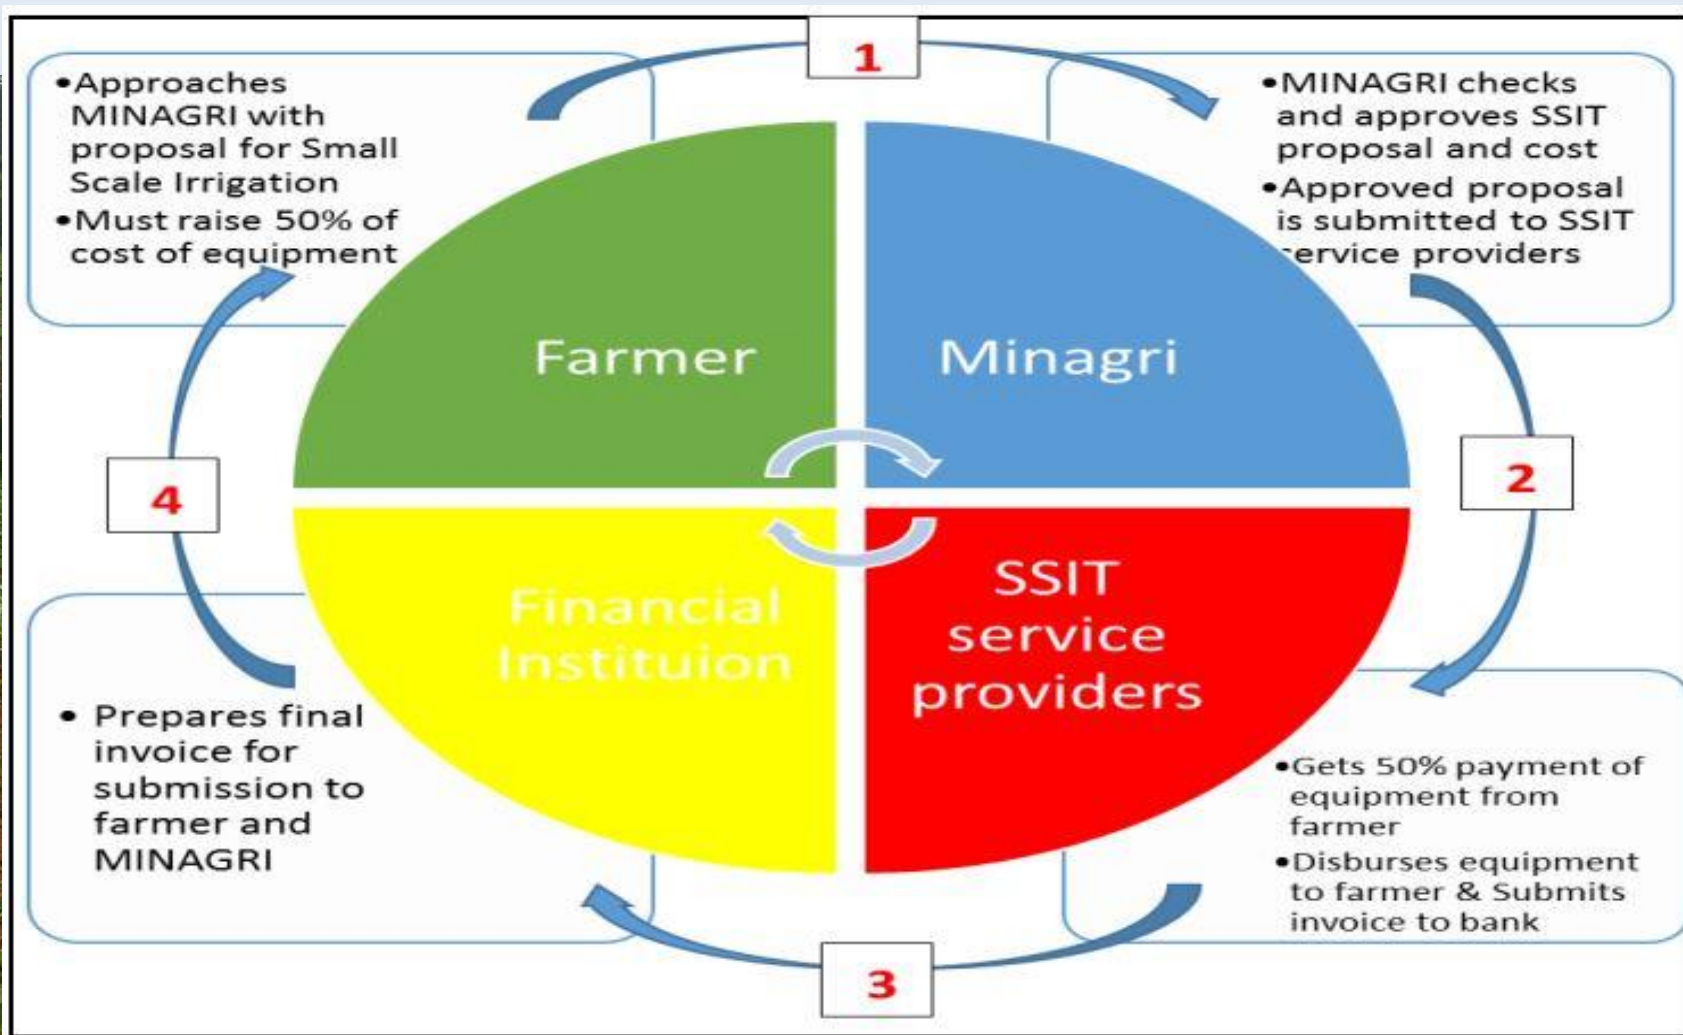 1
•Approaches
MINAGRI with
proposal for Small
Scale Irrigation
•Must raise 50% of
cost of equipment
•MINAGRI checks
and approves SSIT
proposal and cost
•Approved proposal
is submitted to SSIT
service providers
Farmer
Minagri
4
2
Financial
Instituion
SSIT
service
providers
• Prepares final
invoice for
submission to
farmer and
MINAGRI
•Gets 50% payment of
equipment from
farmer
•Disburses equipment
to farmer & Submits
invoice to bank
3